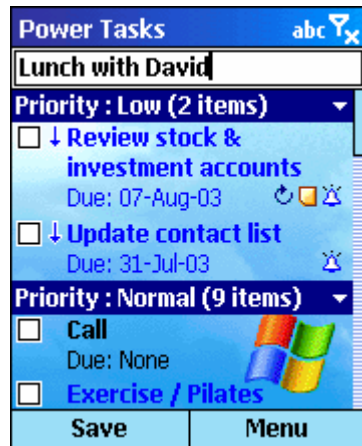 Power Tasks abc
Lunch with David
Priority : Low (2 items)
Review stock &
investment accounts
Due: 07-Aug-03
Update contact list
Due: 31-Jul-03
Priority : Normal (9 items)
Call
Due: None
Exercise / Pilates
Save Menu